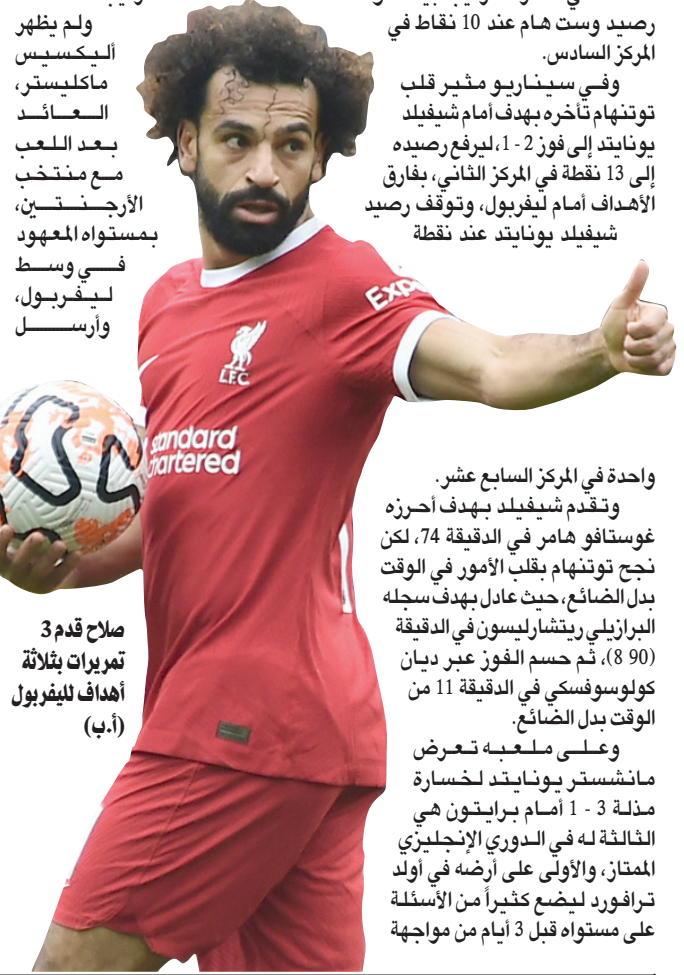 رصيد وست هام عند 10 نقاط في
المركز السادس.
وفي سيناريو مثير قلب
توتنهام تأخره بهدف أمام شيفيلد
يونايتد إلى فوز 2 - 1، ليرفع رصيده
إلى 13 نقطة في المركز الثاني، بفارق
الأهداف أمام ليفربول، وتوقف رصيد
شيفيلد يونايتد عند نقطة
واحدة في المركز السابع عشر.
وتقدم شيفيلد بهدف أحرزه
غوستافو هامر في الدقيقة 74، لكن
نجح توتنهام بقلب الأمور في الوقت
بدل الضائع، حيث عادل بهدف سجله
البرازيلي ريتشارليسون في الدقيقة
(90 8)، ثم حسم الفوز عبر ديان
كولوسوفسكي في الدقيقة 11 من
الوقت بدل الضائع.
وعلى ملعبه تعرض
مانشستر يونايتد لخسارة
مذلة 3 - 1 أمام برايتون هي
الثالثة له في الدوري الإنجليزي
الممتاز، والأولى على أرضه في أولد
ترافورد ليضع كثيراً من الأسئلة
على مستواه قبل 3 أيام من مواجهة
ولم يظهر
أليكسيس
ماكليستر،
العائد
بعد اللعب
مع منتخب
الأرجنتين،
بمستواه المعهود
في وسط
ليفربول،
وأرسل
Exp
L.F.C.
standard
chartered
صلاح قدم 3
تمريرات بثلاثة
أهداف لليفربول
(أ.ب)